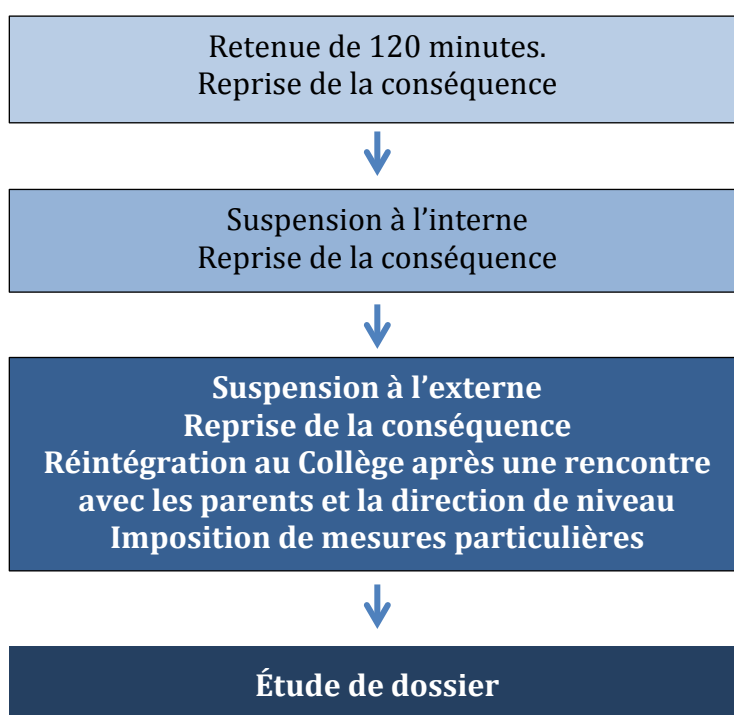 Retenue de 120 minutes.
Reprise de la conséquence
Suspension à l’interne
Reprise de la conséquence
Suspension à l’externe
Reprise de la conséquence
Réintégration au Collège après une rencontre
avec les parents et la direction de niveau
Imposition de mesures particulières
Étude de dossier